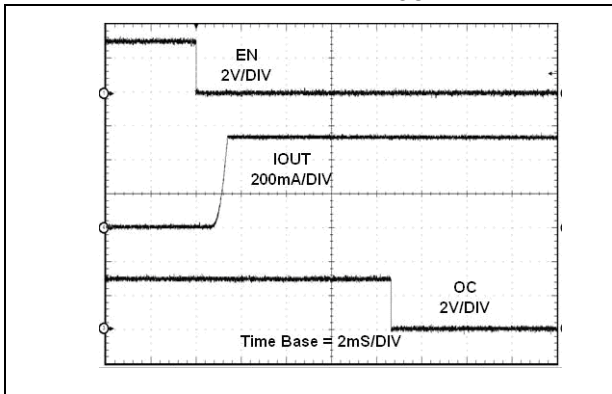 EN
2V/DIV
IOUT
200mA/DIV
OC
2V/DIV
Time Base = 2mS/DIV